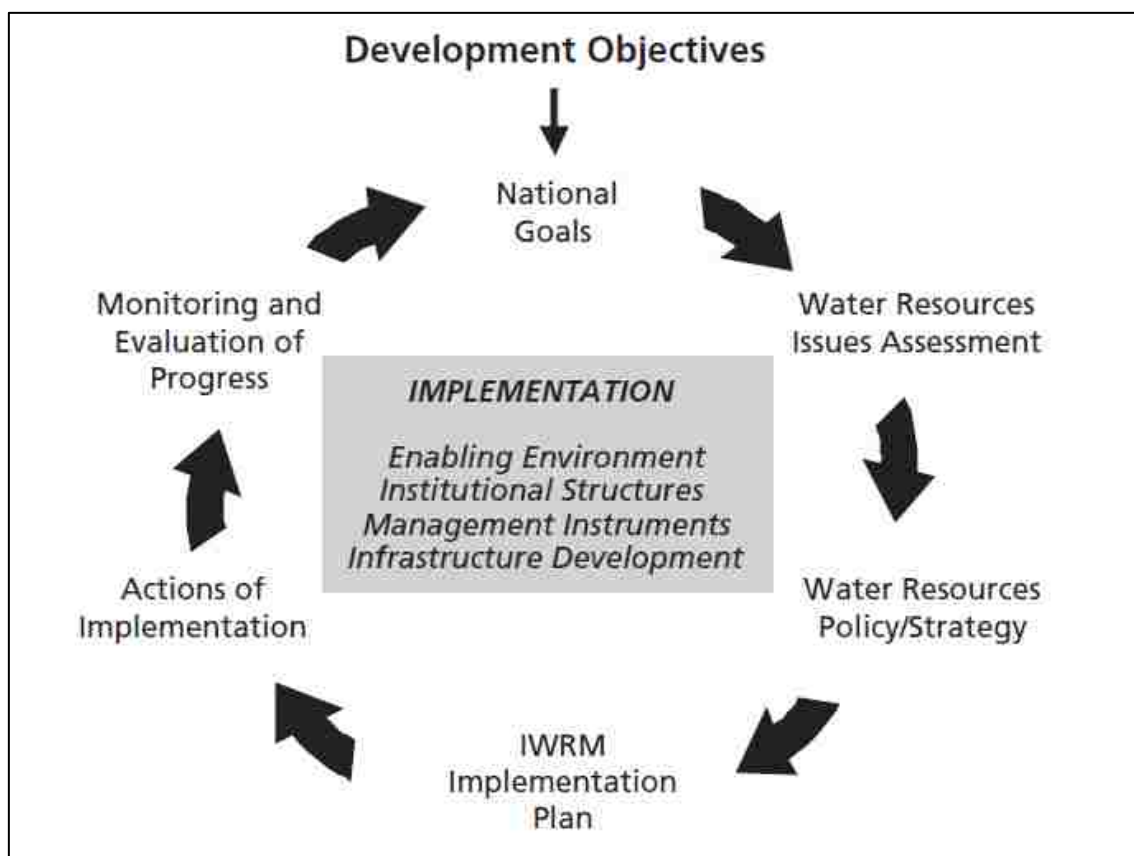 Development Objectives
National
Goals
Water Resources
Issues Assessment
Water Resources
Policy/Strategy
IWRM
Implementation
Plan
Actions of
Implementation
Monitoring and
Evaluation of
Progress
IMPLEMENTATION
Enabling Environment
Institutional Structures
Management Instruments
Infrastructure Development